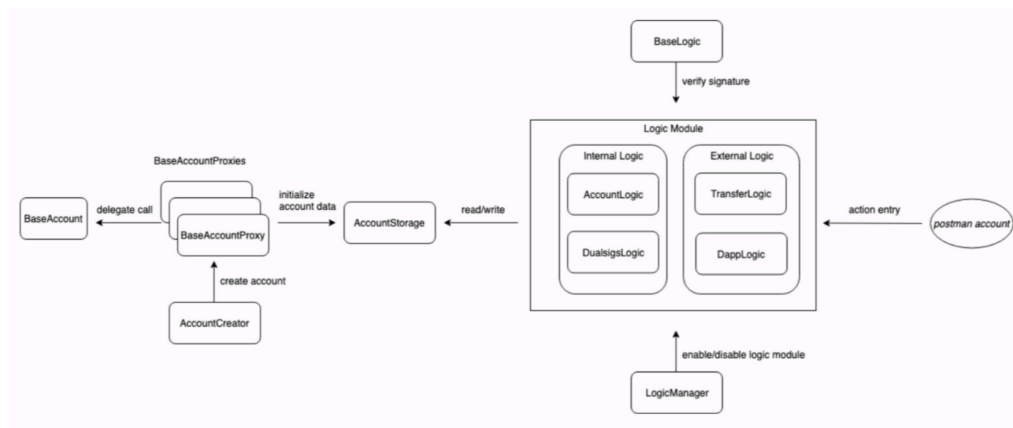 BaseLogic
verify signature
Logic Module
Internal Logic
External Logic
AccountLogic
TransferLogic
DualsigsLogic
DappLogic
BaseAccountProxies
BaseAccount
delegate call
BaseAccountProxy
initialize
account data
AccountStorage
read/write
action entry
postman account
create account
AccountCreator
enable/disable logic module
LogicManager